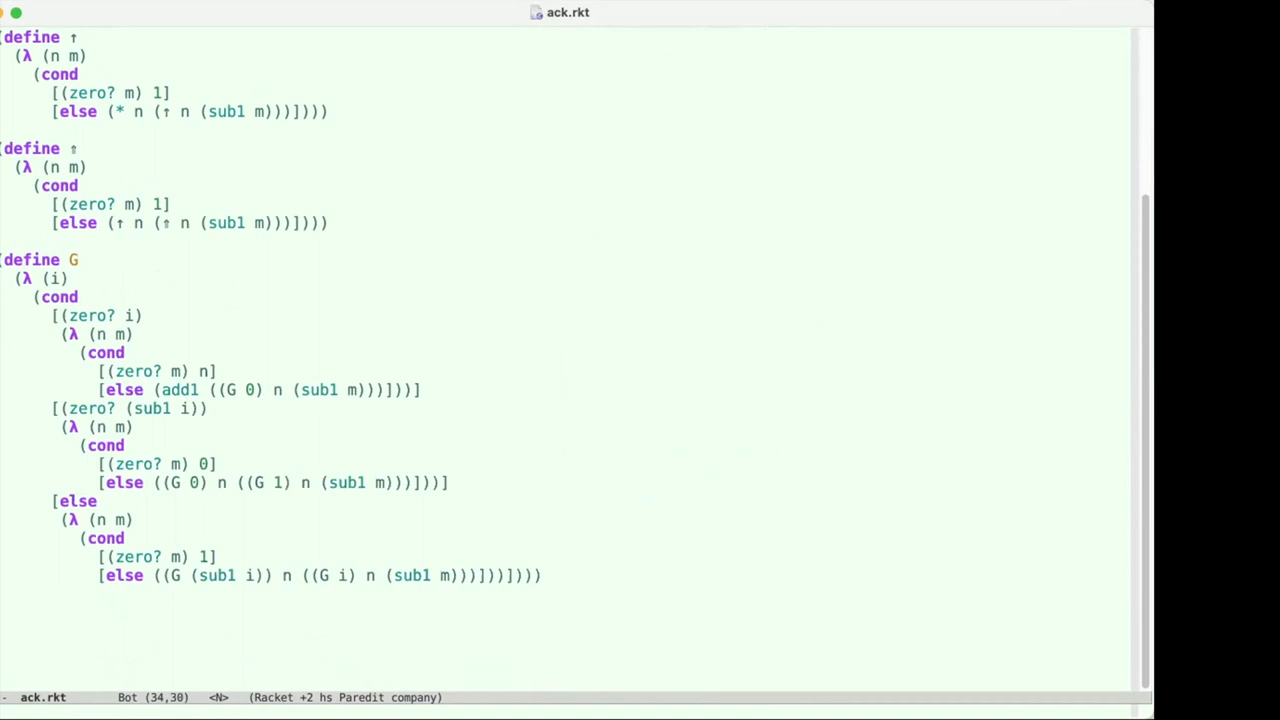 ack.rkt
(define ↑
(λ (n m)
(cond
[(zero? m) 1]
[else (* n (↑ n (sub1 m)))])))
(define ⇑
(λ (n m)
(cond
[(zero? m) 1]
[else (↑ n (⇑ n (sub1 m)))])))
(define G
(λ (i)
(cond
[(zero? i)
(λ (n m)
(cond
[(zero? m) n]
[else (add1 ((G 0) n (sub1 m)))]))]
[(zero? (sub1 i))
(λ (n m)
(cond
[(zero? m) 0]
[else ((G 0) n ((G 1) n (sub1 m)))]))]
[else
(λ (n m)
(cond
[(zero? m) 1]
[else ((G (sub1 i)) n ((G i) n (sub1 m)))]))])))
- ack.rkt Bot (34,30) <N> (Racket +2 hs Paredit company)